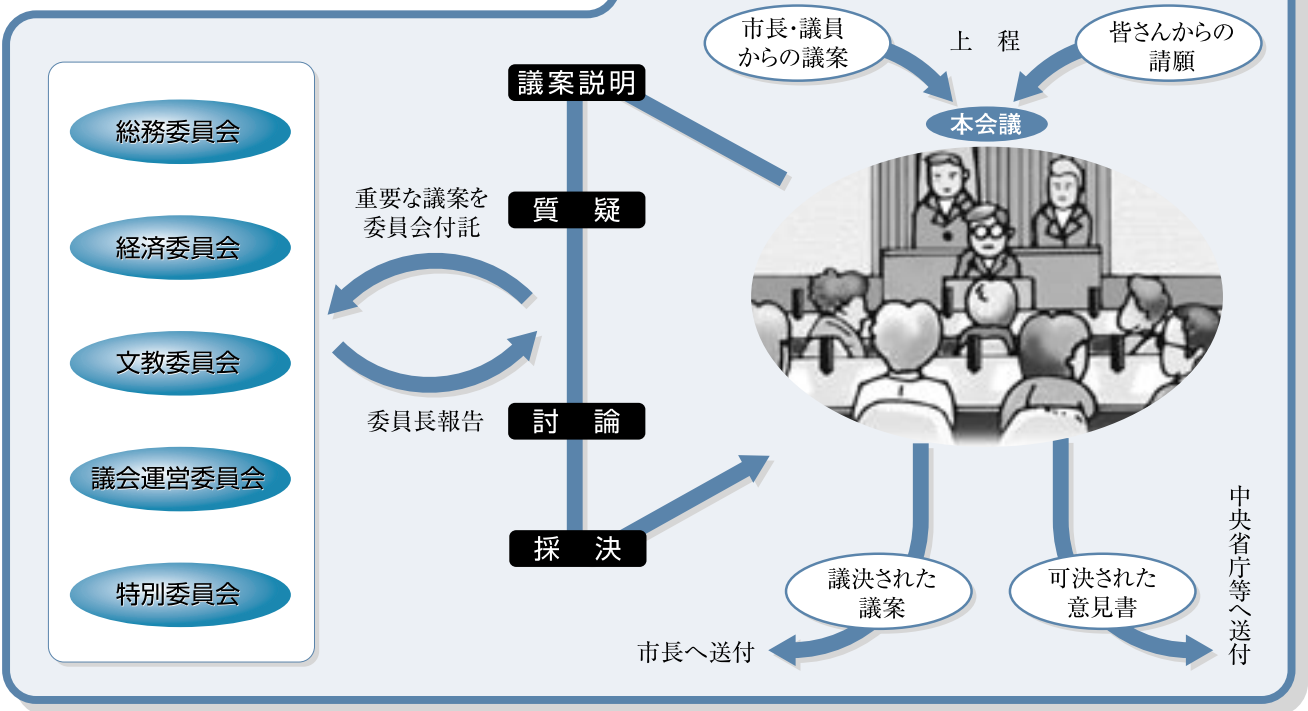 市長・議員
からの議案
上 程
皆さんからの
請願
本会議
議案説明
質 疑
重要な議案を
委員会付託
委員長報告
討 論
採 決
総務委員会
経済委員会
文教委員会
議会運営委員会
特別委員会
議決された
議案
市長へ送付
可決された
意見書
中央省庁等へ送付